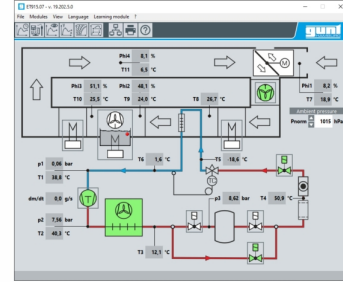 ET915.07 - v. 19.202.5.0
File Modules View Language Learning module ?
gunt
Phi4 8,1 %
T11 6,5 °C
Phi3 51,1 % Phi2 48,1 %
T10 25,5 °C T9 24,0 °C T8 20,7 °C
Phi1 8,2 %
T7 18,9 °C
Ambient pressure
Pnorm 1015 hPa
M
M
M
M
p1 0,06 bar
T6 1,6 °C
T5 -18,6 °C
T1 38,8 °C
TC
dm/dt 0,0 g/s
p3 8,62 bar
T4 50,9 °C
p2 7,56 bar
T2 40,3 °C
T3 12,1 °C